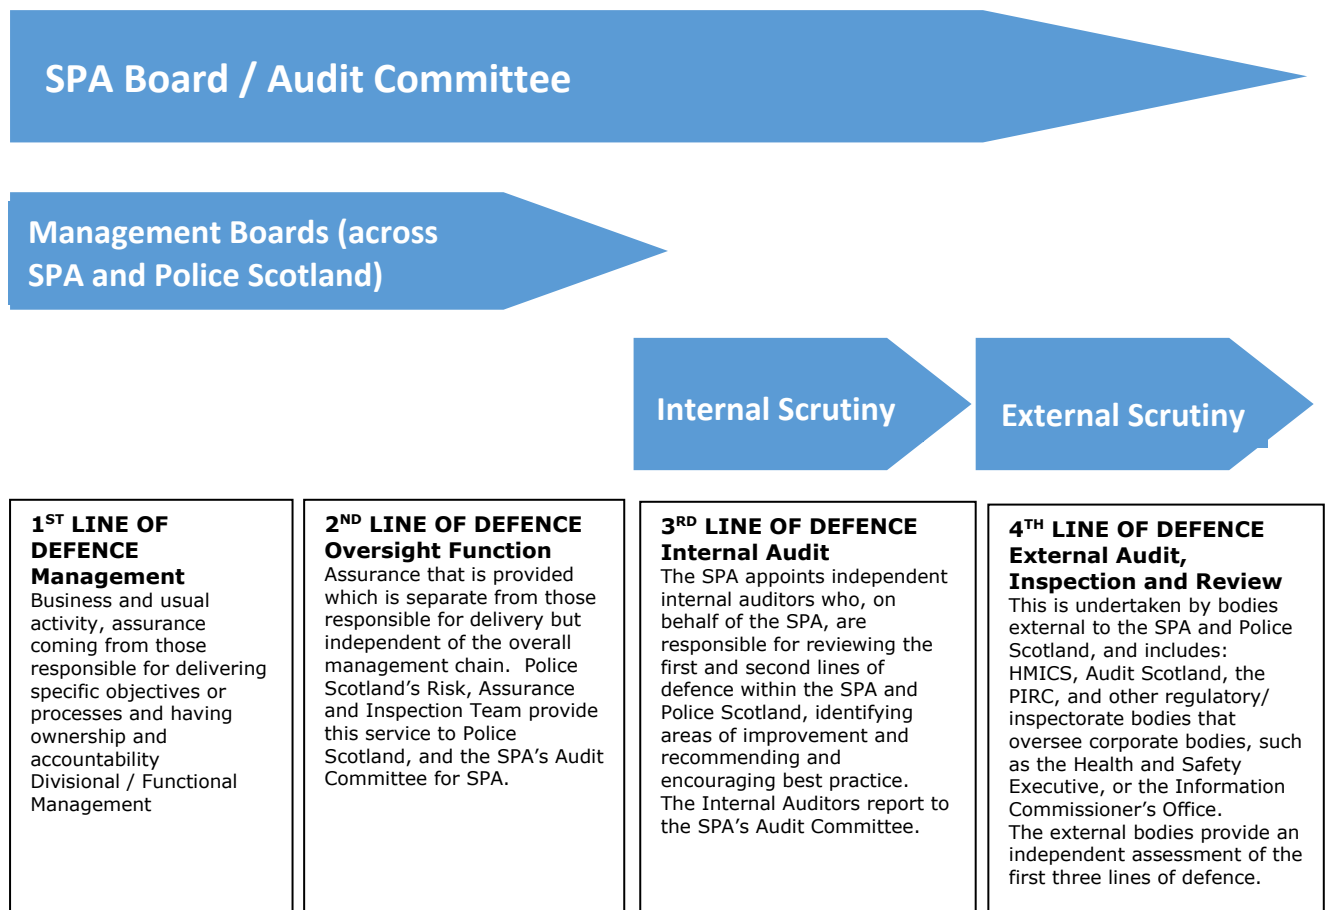 SPA Board / Audit Committee
Management Boards (across
SPA and Police Scotland)
Internal Scrutiny
External Scrutiny
1ST LINE OF
DEFENCE
Management
Business and usual
activity, assurance
coming from those
responsible for delivering
specific objectives or
processes and having
ownership and
accountability
Divisional / Functional
Management
2ND LINE OF DEFENCE
Oversight Function
Assurance that is provided
which is separate from those
responsible for delivery but
independent of the overall
management chain.  Police
Scotland’s Risk, Assurance
and Inspection Team provide
this service to Police
Scotland, and the SPA’s Audit
Committee for SPA.
3RD LINE OF DEFENCE
Internal Audit
The SPA appoints independent
internal auditors who, on
behalf of the SPA, are
responsible for reviewing the
first and second lines of
defence within the SPA and
Police Scotland, identifying
areas of improvement and
recommending and
encouraging best practice.
The Internal Auditors report to
the SPA’s Audit Committee.
4TH LINE OF DEFENCE
External Audit,
Inspection and Review
This is undertaken by bodies
external to the SPA and Police
Scotland, and includes:
HMICS, Audit Scotland, the
PIRC, and other regulatory/
inspectorate bodies that
oversee corporate bodies, such
as the Health and Safety
Executive, or the Information
Commissioner’s Office.
The external bodies provide an
independent assessment of the
first three lines of defence.